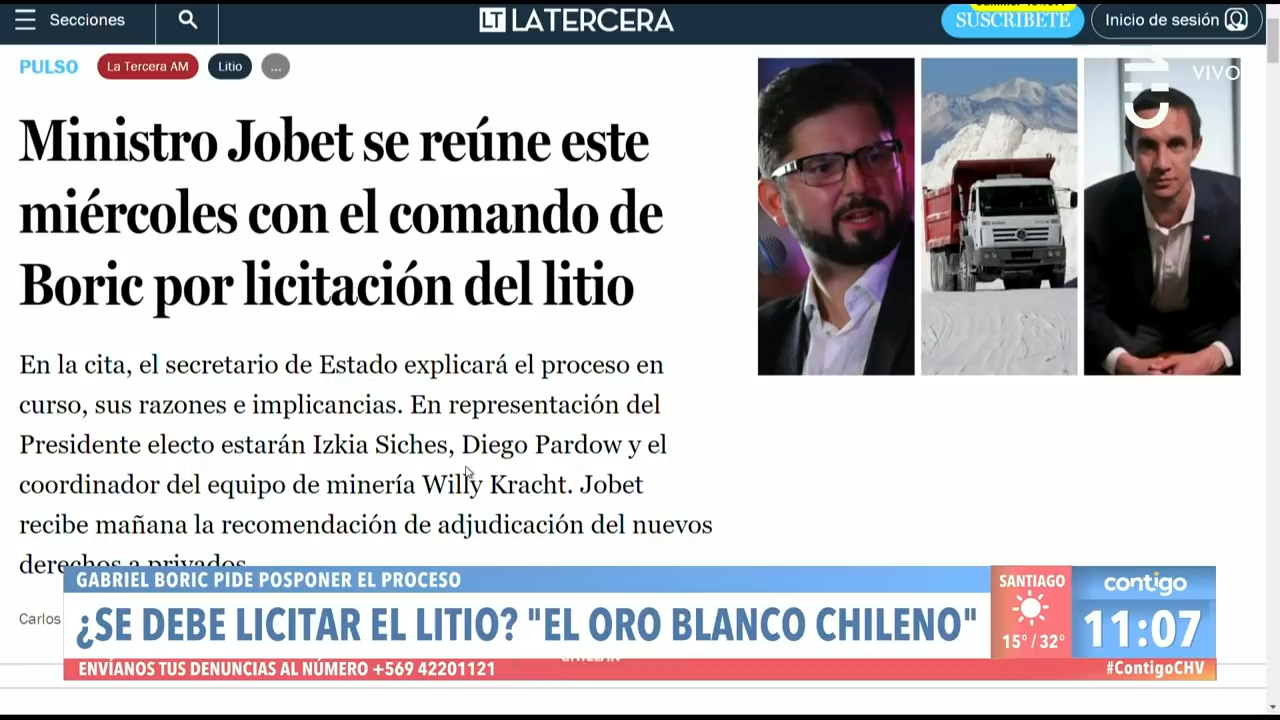 Secciones
LT LATERCERA
SUSCRÍBETE
Inicio de sesión
PULSO
La Tercera AM
Litio
...
CHV
VIVO
Ministro Jobet se reúne este
miércoles con el comando de
Boric por licitación del litio
En la cita, el secretario de Estado explicará el proceso en
curso, sus razones e implicancias. En representación del
Presidente electo estarán Izkia Siches, Diego Pardow y el
coordinador del equipo de minería Willy Kracht. Jobet
recibe mañana la recomendación de adjudicación del nuevos
derechos a privados.
Carlos
GABRIEL BORIC PIDE POSPONER EL PROCESO
¿SE DEBE LICITAR EL LITIO? "EL ORO BLANCO CHILENO"
SANTIAGO
15° / 32°
contigo
11:07
ENVÍANOS TUS DENUNCIAS AL NÚMERO +569 42201121
#ContigoCHV